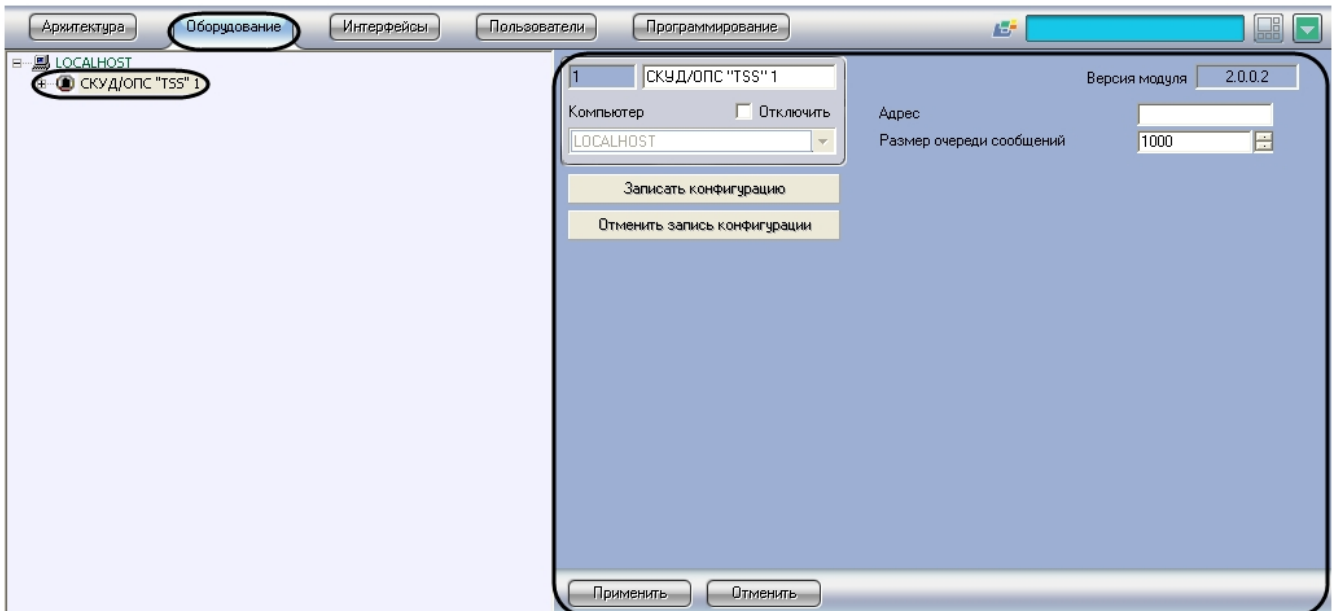 Архитектура Оборудование Интерфейсы Пользователи Программирование
LOCALHOST
СКУД/ОПС "TSS" 1
1 СКУД/ОПС "TSS" 1 Версия модуля 2.0.0.2
Компьютер Отключить Адрес
LOCALHOST Размер очереди сообщений 1000
Записать конфигурацию
Отменить запись конфигурации
Применить Отменить